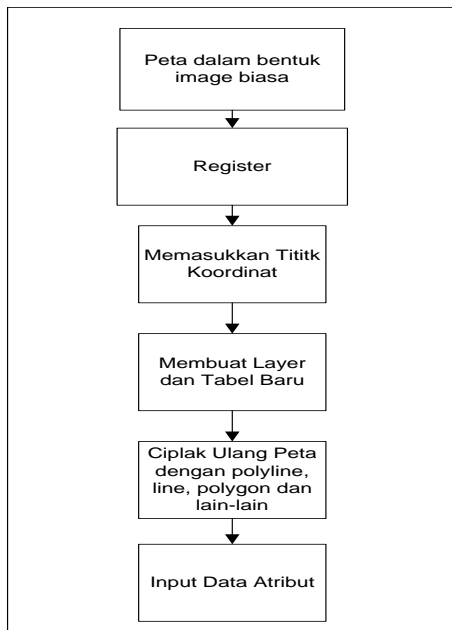 Peta dalam bentuk
image biasa
Register
Memasukkan Tititk
Koordinat
Membuat Layer
dan Tabel Baru
Ciplak Ulang Peta
dengan polyline,
line, polygon dan
lain-lain
Input Data Atribut